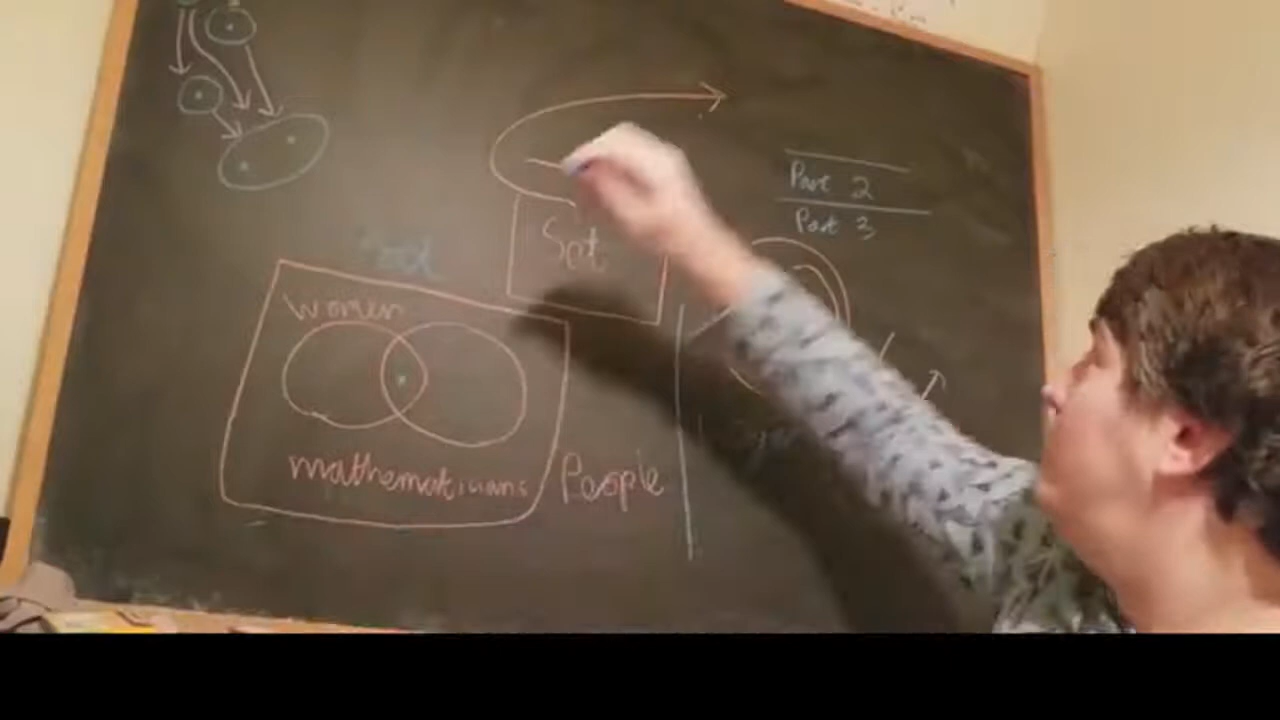 Part 2
Part 3
Set
women
mathematicians
People